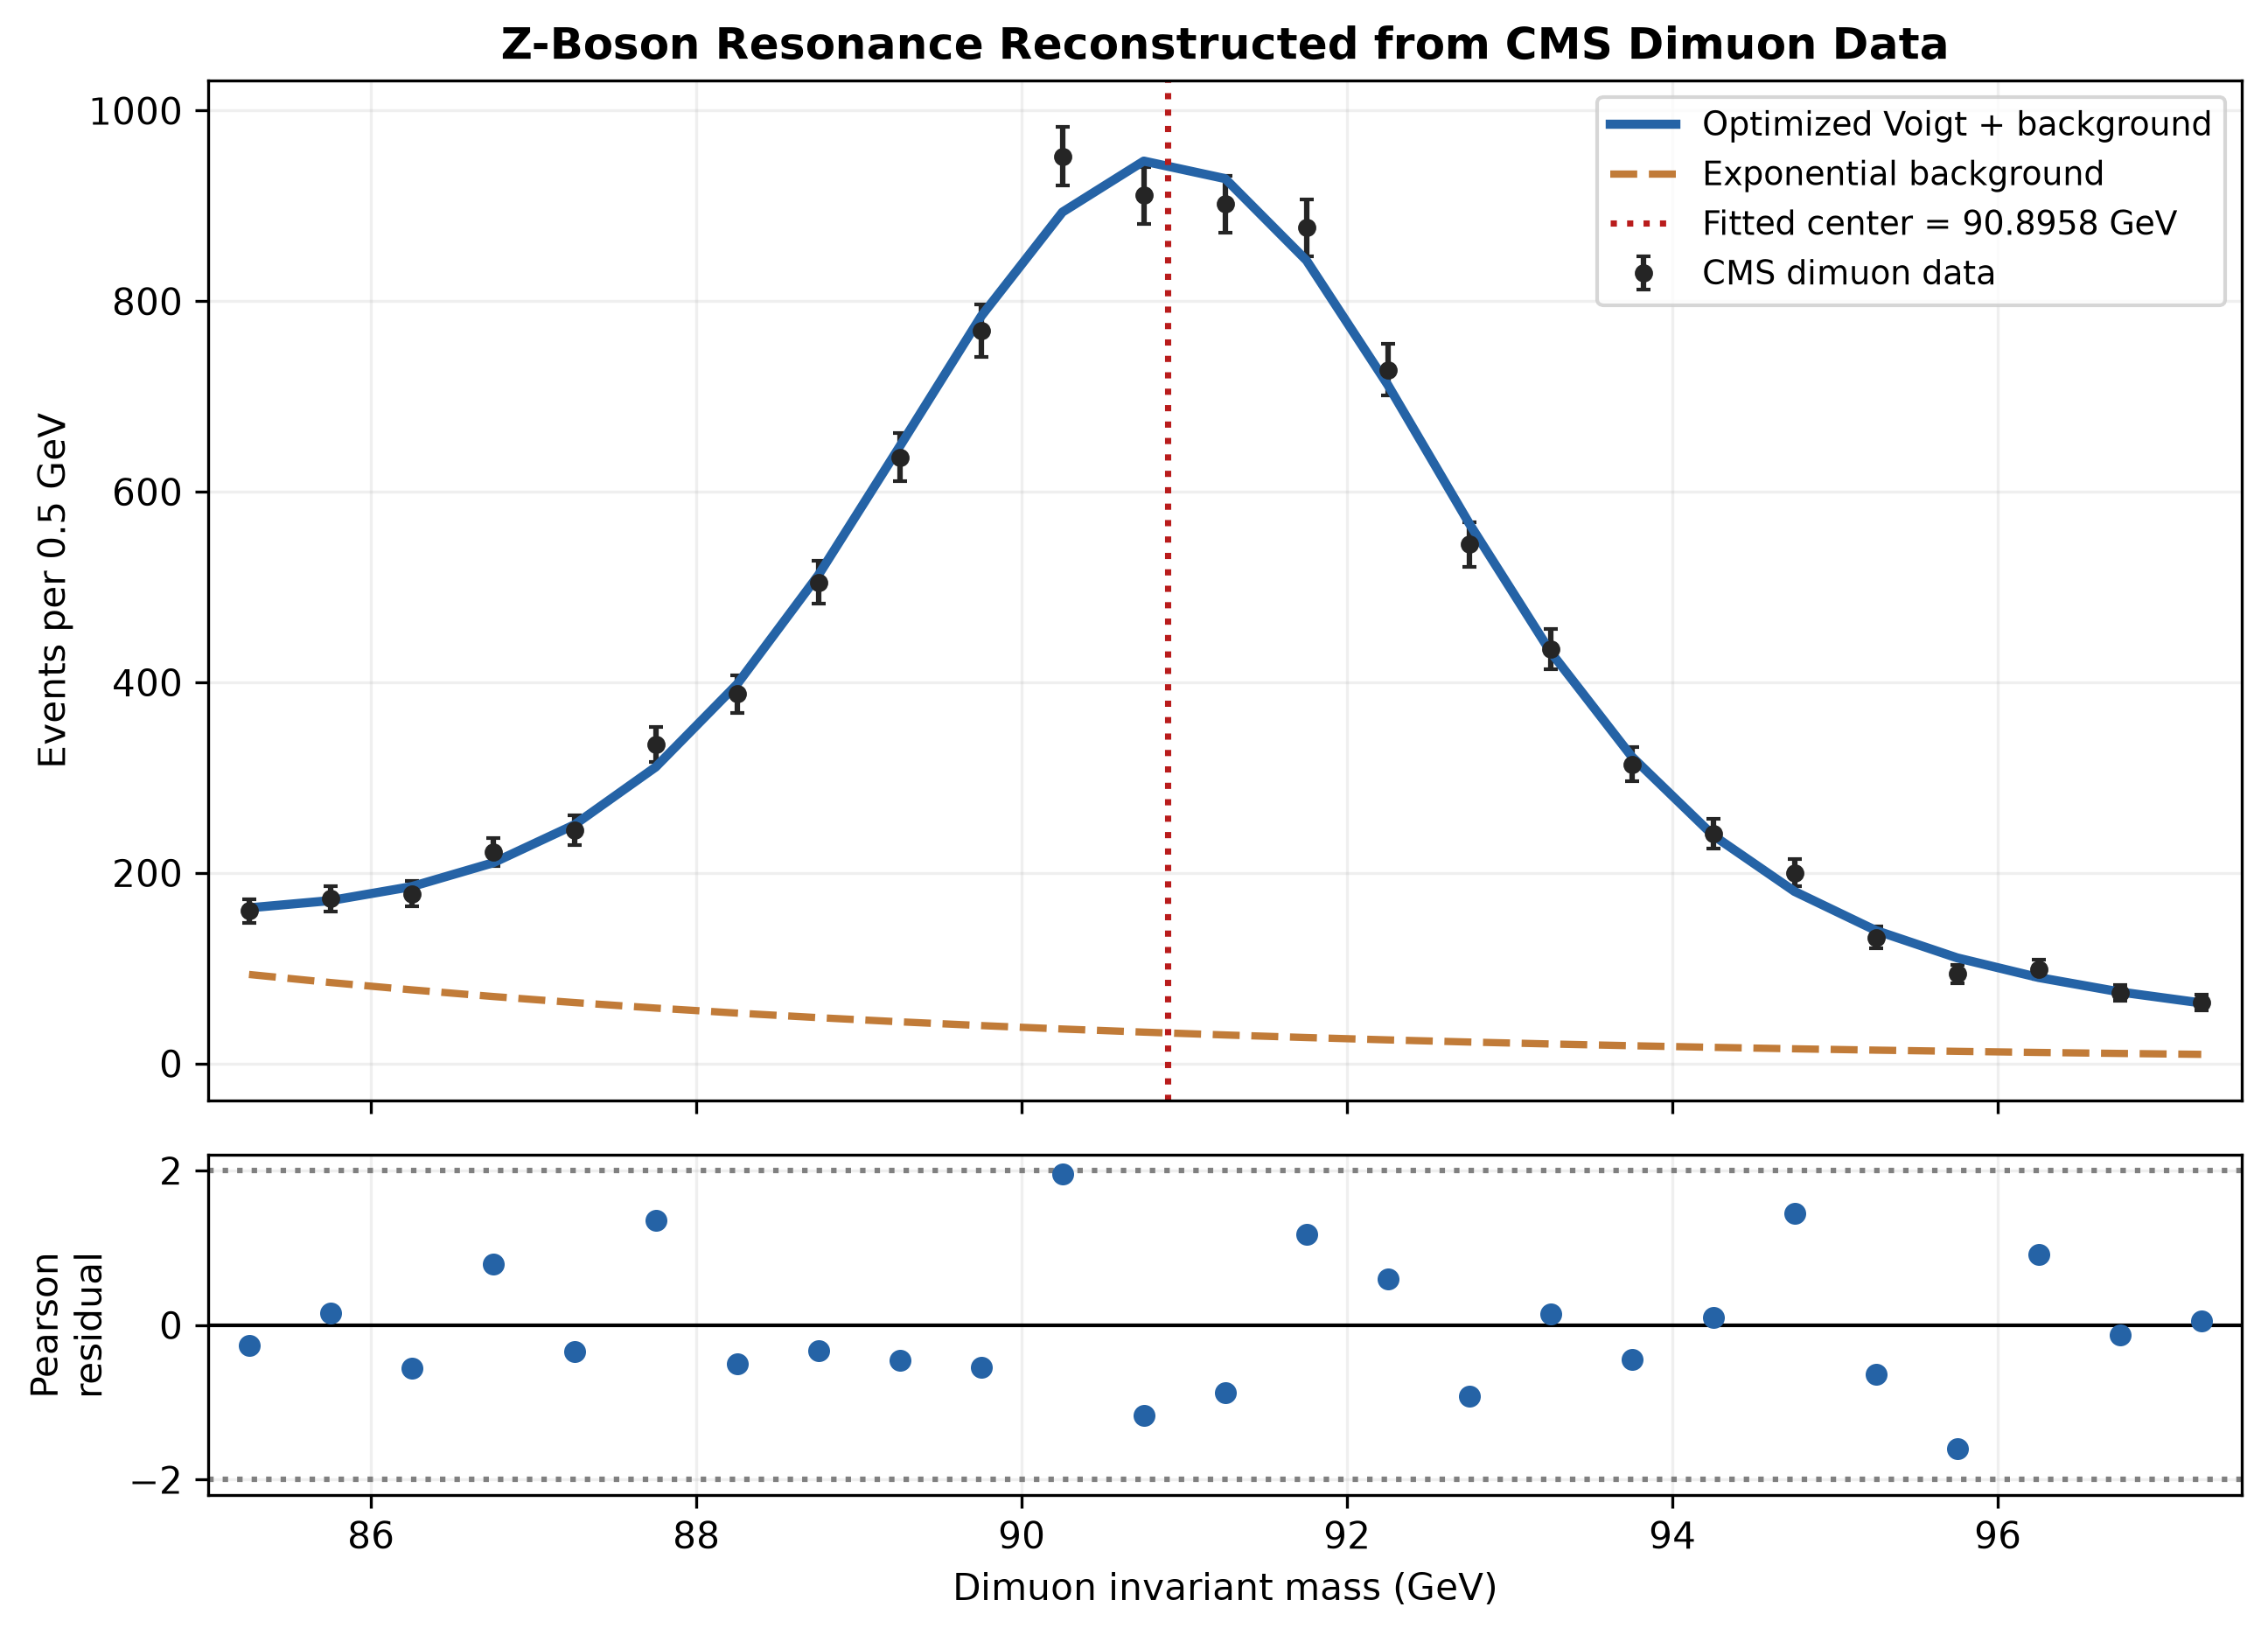 Z-Boson Resonance Reconstructed from CMS Dimuon Data
1000
800
600
400
200
0
Events per 0.5 GeV
Optimized Voigt + background
Exponential background
Fitted center = 90.8958 GeV
CMS dimuon data
2
0
−2
Pearson
residual
86 88 90 92 94 96
Dimuon invariant mass (GeV)